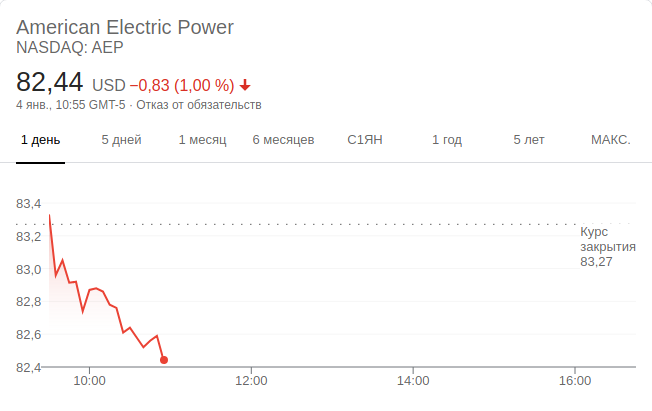 American Electric Power
NASDAQ: AEP
82,44 USD −0,83 (1,00 %)
4 янв., 10:55 GMT-5 · Отказ от обязательств
1 день 5 дней 1 месяц 6 месяцев С1ЯН 1 год 5 лет МАКС.
83,4
83,2
83,0
82,8
82,6
82,4
Курс
закрытия
83,27
10:00 12:00 14:00 16:00